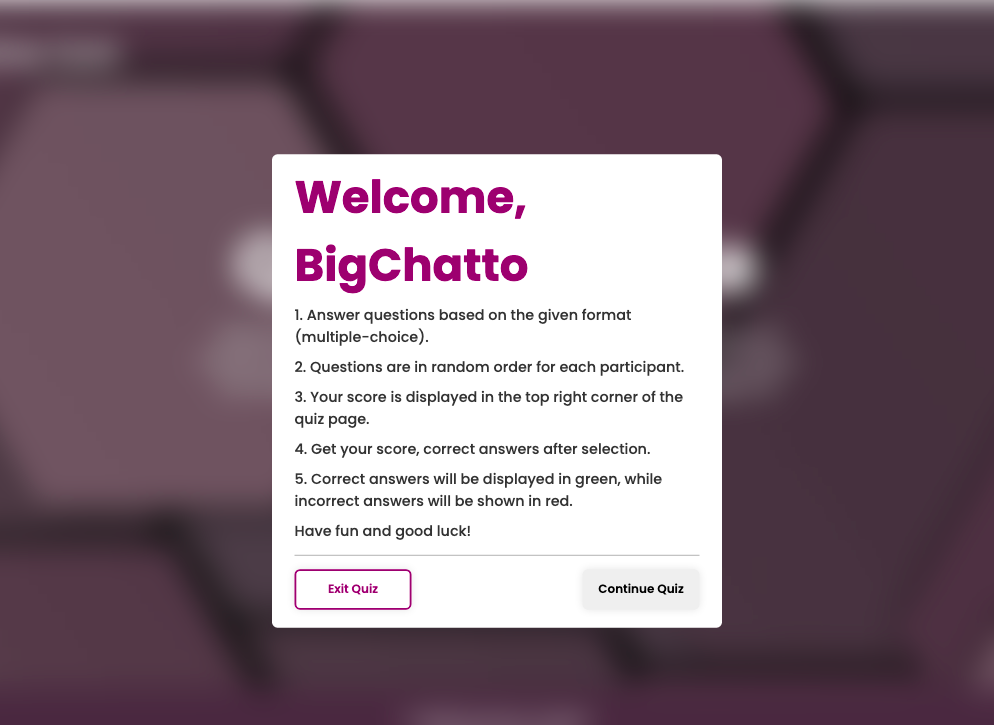 Welcome,
BigChatto
1. Answer questions based on the given format
(multiple-choice).
2. Questions are in random order for each participant.
3. Your score is displayed in the top right corner of the
quiz page.
4. Get your score, correct answers after selection.
5. Correct answers will be displayed in green, while
incorrect answers will be shown in red.
Have fun and good luck!
Exit Quiz
Continue Quiz